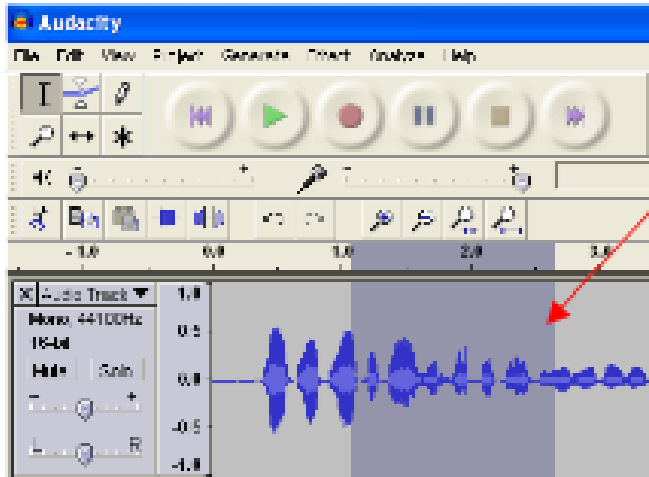 Audacity
File Edit View Project Generate Effect Analyze Help
- 1.0 0.0 1.0 2.0 3.0
X Audio Track ▼ 1.0
Mono, 44100Hz 0.5
16-bit
Mute Solo 0.0
- +
-0.5
L R
-1.0